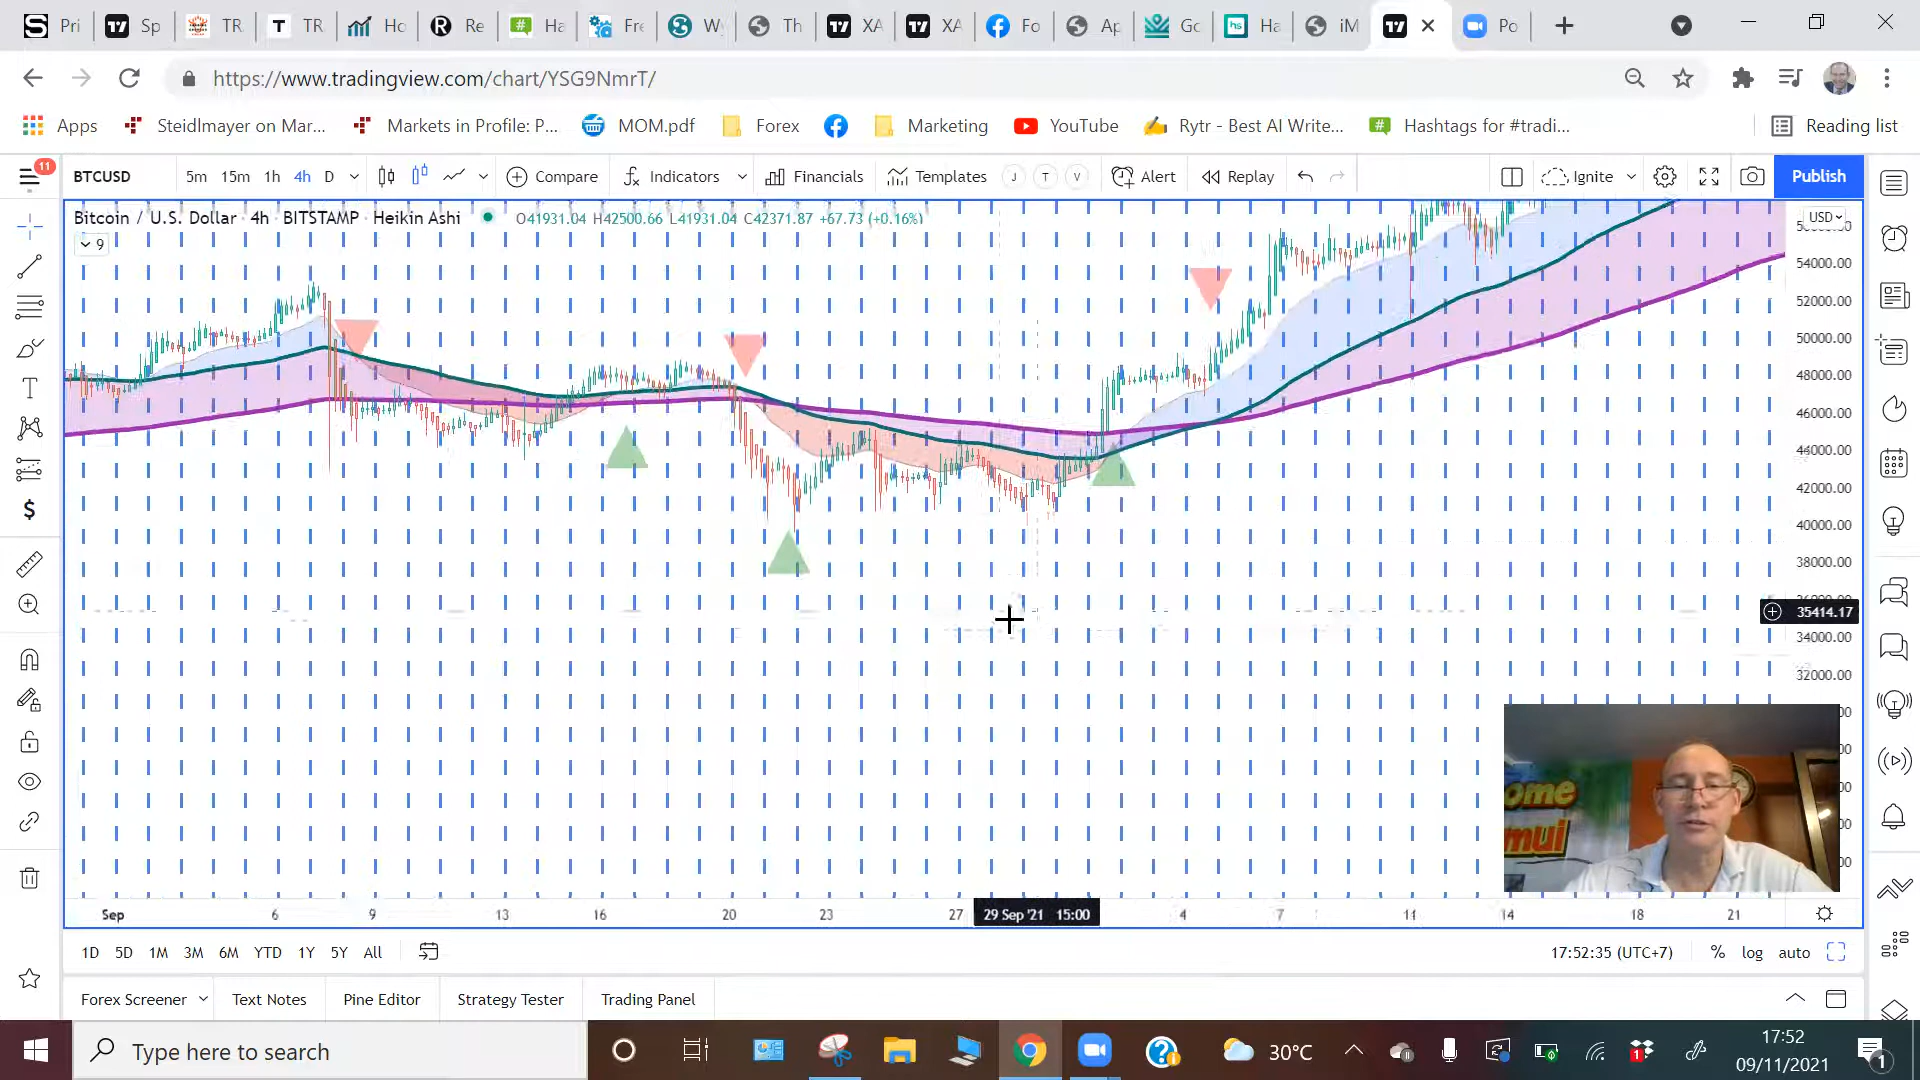 Pri
Sp
TR
TR
Ho
Re
Ha
Fre
Wy
Th
XA
XA
Fo
Ap
Go
Ha
iM
Po
https://www.tradingview.com/chart/YSG9NmrT/
Apps
Steidlmayer on Mar...
Markets in Profile: P...
MOM.pdf
Forex
Marketing
YouTube
Rytr - Best AI Write...
Hashtags for #tradi...
Reading list
11
BTCUSD
5m 15m 1h 4h D
Compare
Indicators
Financials
Templates
J T V
Alert
Replay
Ignite
Publish
Bitcoin / U.S. Dollar · 4h · BITSTAMP · Heikin Ashi
O41931.04 H42500.66 L41931.04 C42371.87 +67.73 (+0.16%)
USD
9
54000.00
52000.00
50000.00
48000.00
46000.00
44000.00
42000.00
40000.00
38000.00
35414.17
34000.00
32000.00
ome
mui
Sep 6 9 13 16 20 23 27 29 Sep '21 15:00 4 7 11 14 18 21
1D 5D 1M 3M 6M YTD 1Y 5Y All
17:52:35 (UTC+7)
% log auto
Forex Screener
Text Notes
Pine Editor
Strategy Tester
Trading Panel
Type here to search
30°C
1
17:52
09/11/2021
1